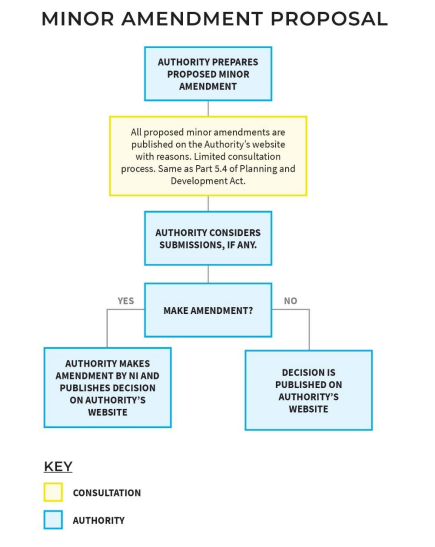 MINOR AMENDMENT PROPOSAL
AUTHORITY PREPARES
PROPOSED MINOR
AMENDMENT
All proposed minor amendments are
published on the Authority's website
with reasons. Limited consultation
process. Same as Part 5.4 of Planning and
Development Act.
AUTHORITY CONSIDERS
SUBMISSIONS, IF ANY.
MAKE AMENDMENT?
YES
NO
AUTHORITY MAKES
AMENDMENT BY NI AND
PUBLISHES DECISION
ON AUTHORITY'S
WEBSITE
DECISION IS
PUBLISHED ON
AUTHORITY'S
WEBSITE
KEY
CONSULTATION
AUTHORITY